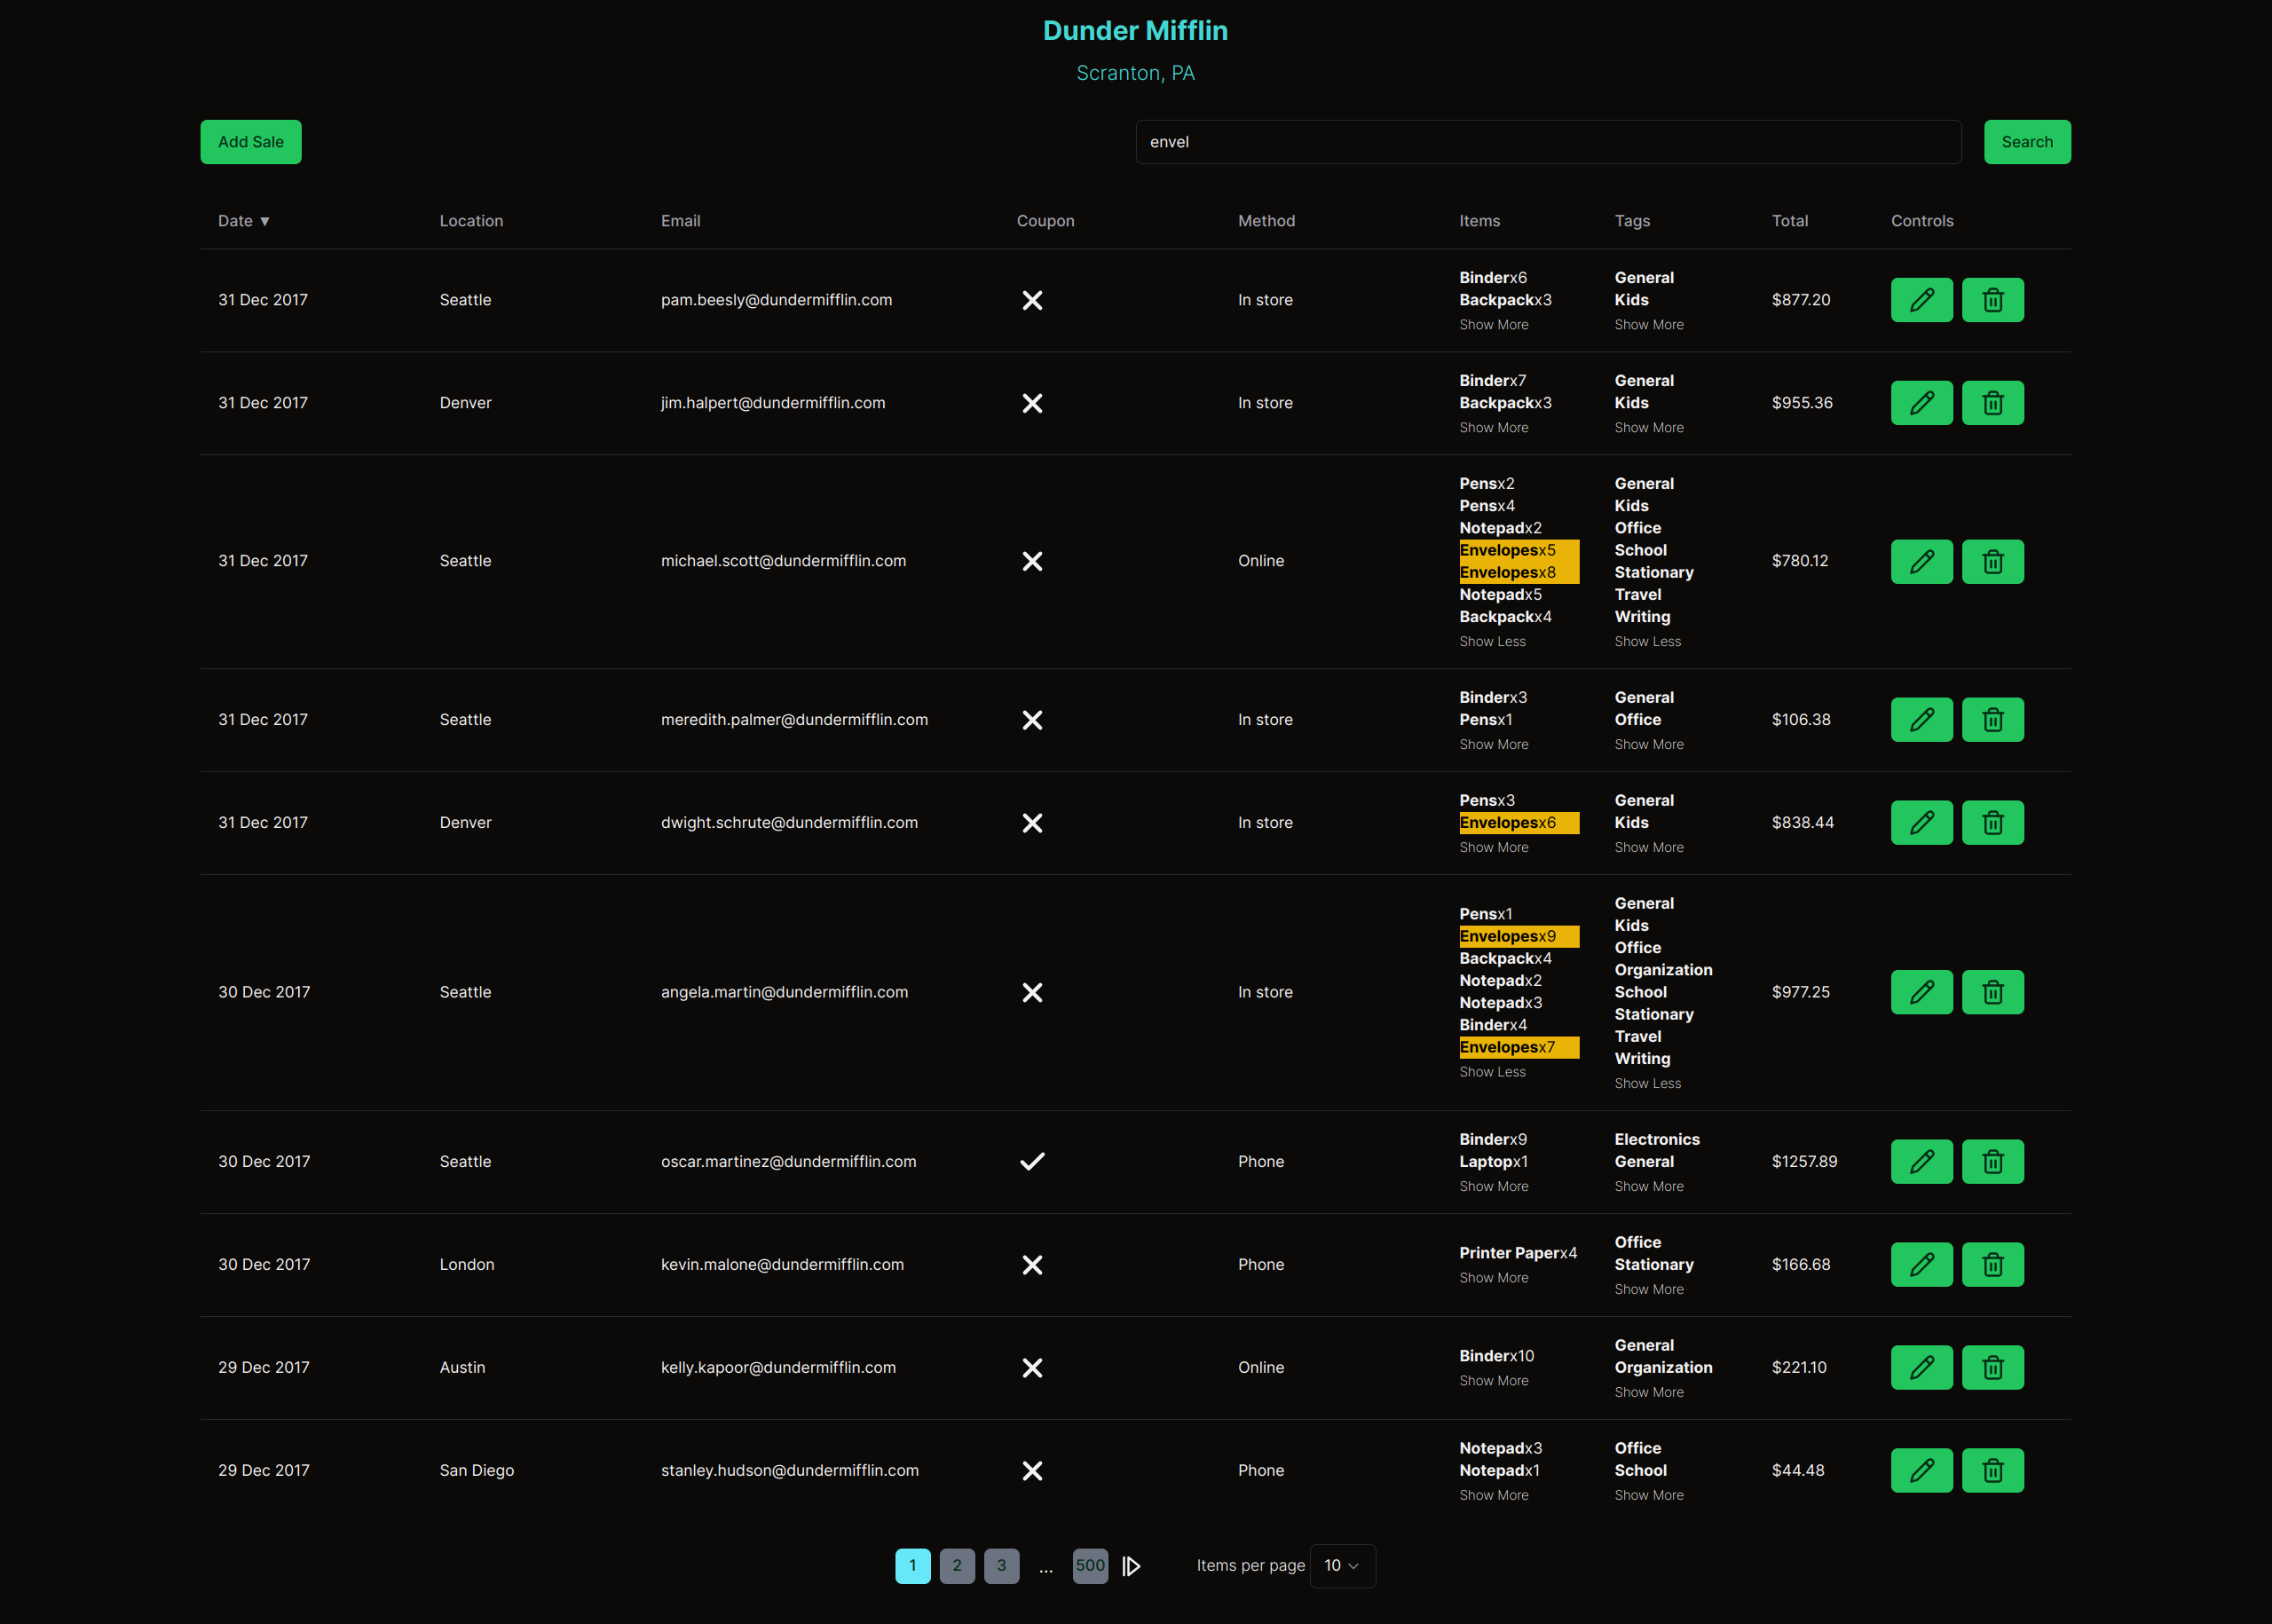 Dunder Mifflin
Scranton, PA
Add Sale
envel
Search
Date ▼ Location Email Coupon Method Items Tags Total Controls
31 Dec 2017 Seattle pam.beesly@dundermifflin.com In store $877.20
Binderx6
Backpackx3
Show More
General
Kids
Show More
31 Dec 2017 Denver jim.halpert@dundermifflin.com In store $955.36
Binderx7
Backpackx3
Show More
General
Kids
Show More
31 Dec 2017 Seattle michael.scott@dundermifflin.com Online $780.12
Pensx2
Pensx4
Notepadx2
Envelopesx5
Envelopesx8
Notepadx5
Backpackx4
Show Less
General
Kids
Office
School
Stationary
Travel
Writing
Show Less
31 Dec 2017 Seattle meredith.palmer@dundermifflin.com In store $106.38
Binderx3
Pensx1
Show More
General
Office
Show More
31 Dec 2017 Denver dwight.schrute@dundermifflin.com In store $838.44
Pensx3
Envelopesx6
Show More
General
Kids
Show More
30 Dec 2017 Seattle angela.martin@dundermifflin.com In store $977.25
Pensx1
Envelopesx9
Backpackx4
Notepadx2
Notepadx3
Binderx4
Envelopesx7
Show Less
General
Kids
Office
Organization
School
Stationary
Travel
Writing
Show Less
30 Dec 2017 Seattle oscar.martinez@dundermifflin.com Phone $1257.89
Binderx9
Laptopx1
Show More
Electronics
General
Show More
30 Dec 2017 London kevin.malone@dundermifflin.com Phone $166.68
Printer Paperx4
Show More
Office
Stationary
Show More
29 Dec 2017 Austin kelly.kapoor@dundermifflin.com Online $221.10
Binderx10
Show More
General
Organization
Show More
29 Dec 2017 San Diego stanley.hudson@dundermifflin.com Phone $44.48
Notepadx3
Notepadx1
Show More
Office
School
Show More
1 2 3 ... 500 Items per page 10